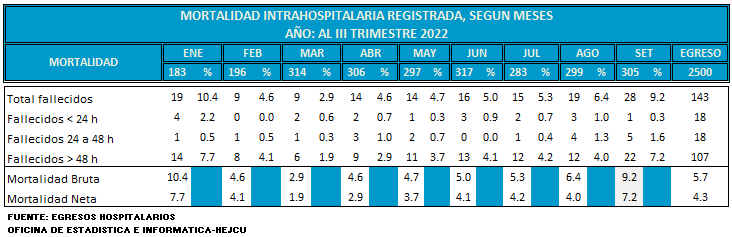 MORTALIDAD INTRAHOSPITALARIA REGISTRADA, SEGUN MESES
AÑO: AL III TRIMESTRE 2022
MORTALIDAD ENE FEB MAR ABR MAY JUN JUL AGO SET EGRESO
183 % 196 % 314 % 306 % 297 % 317 % 283 % 299 % 305 % 2500
Total fallecidos 19 10.4 9 4.6 9 2.9 14 4.6 14 4.7 16 5.0 15 5.3 19 6.4 28 9.2 143
Fallecidos < 24 h 4 2.2 0 0.0 2 0.6 2 0.7 1 0.3 3 0.9 2 0.7 3 1.0 1 0.3 18
Fallecidos 24 a 48 h 1 0.5 1 0.5 1 0.3 3 1.0 2 0.7 0 0.0 1 0.4 4 1.3 5 1.6 18
Fallecidos > 48 h 14 7.7 8 4.1 6 1.9 9 2.9 11 3.7 13 4.1 12 4.2 12 4.0 22 7.2 107
Mortalidad Bruta 10.4 4.6 2.9 4.6 4.7 5.0 5.3 6.4 9.2 5.7
Mortalidad Neta 7.7 4.1 1.9 2.9 3.7 4.1 4.2 4.0 7.2 4.3
FUENTE: EGRESOS HOSPITALARIOS
OFICINA DE ESTADISTICA E INFORMATICA-HEJCU